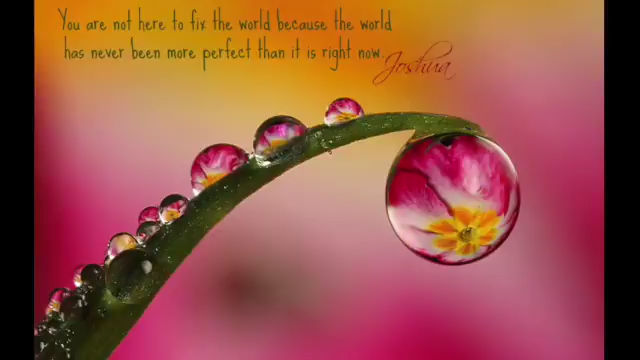 You are not here to fix the world because the world
has never been more perfect than it is right now.
Joshua